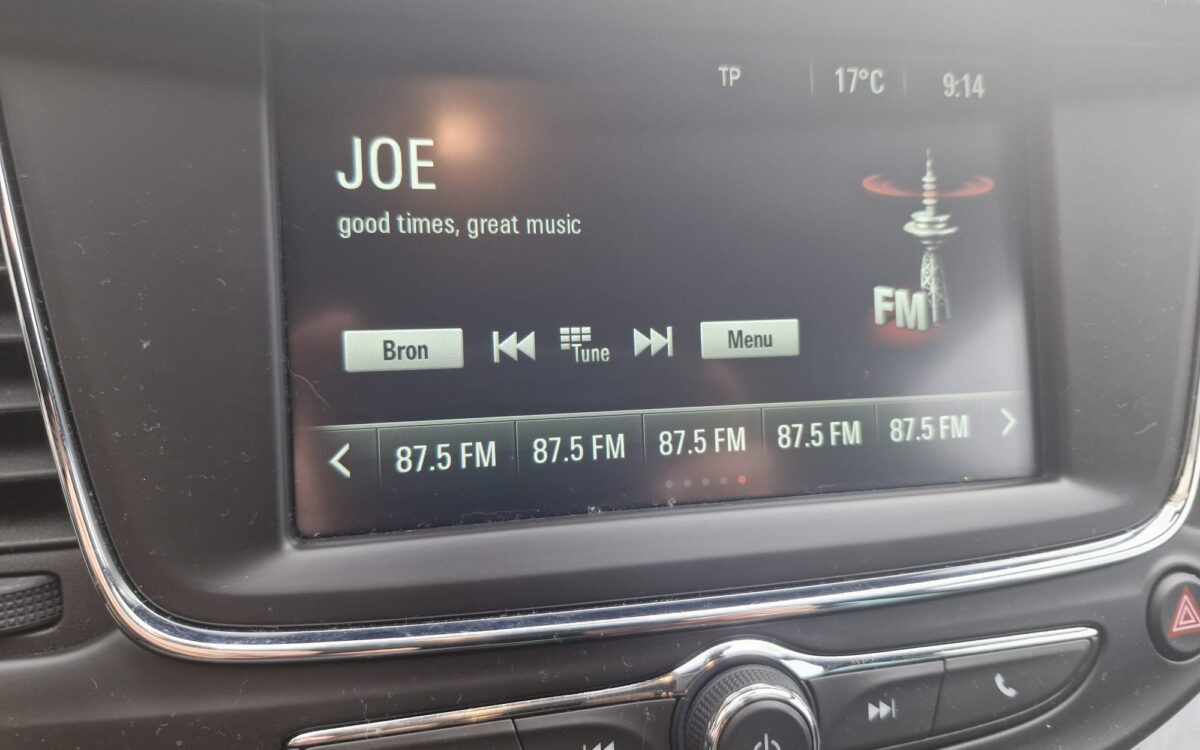 TP 17°C 9:14
JOE
good times, great music
FM
Bron Tune Menu
87.5 FM 87.5 FM 87.5 FM 87.5 FM 87.5 FM